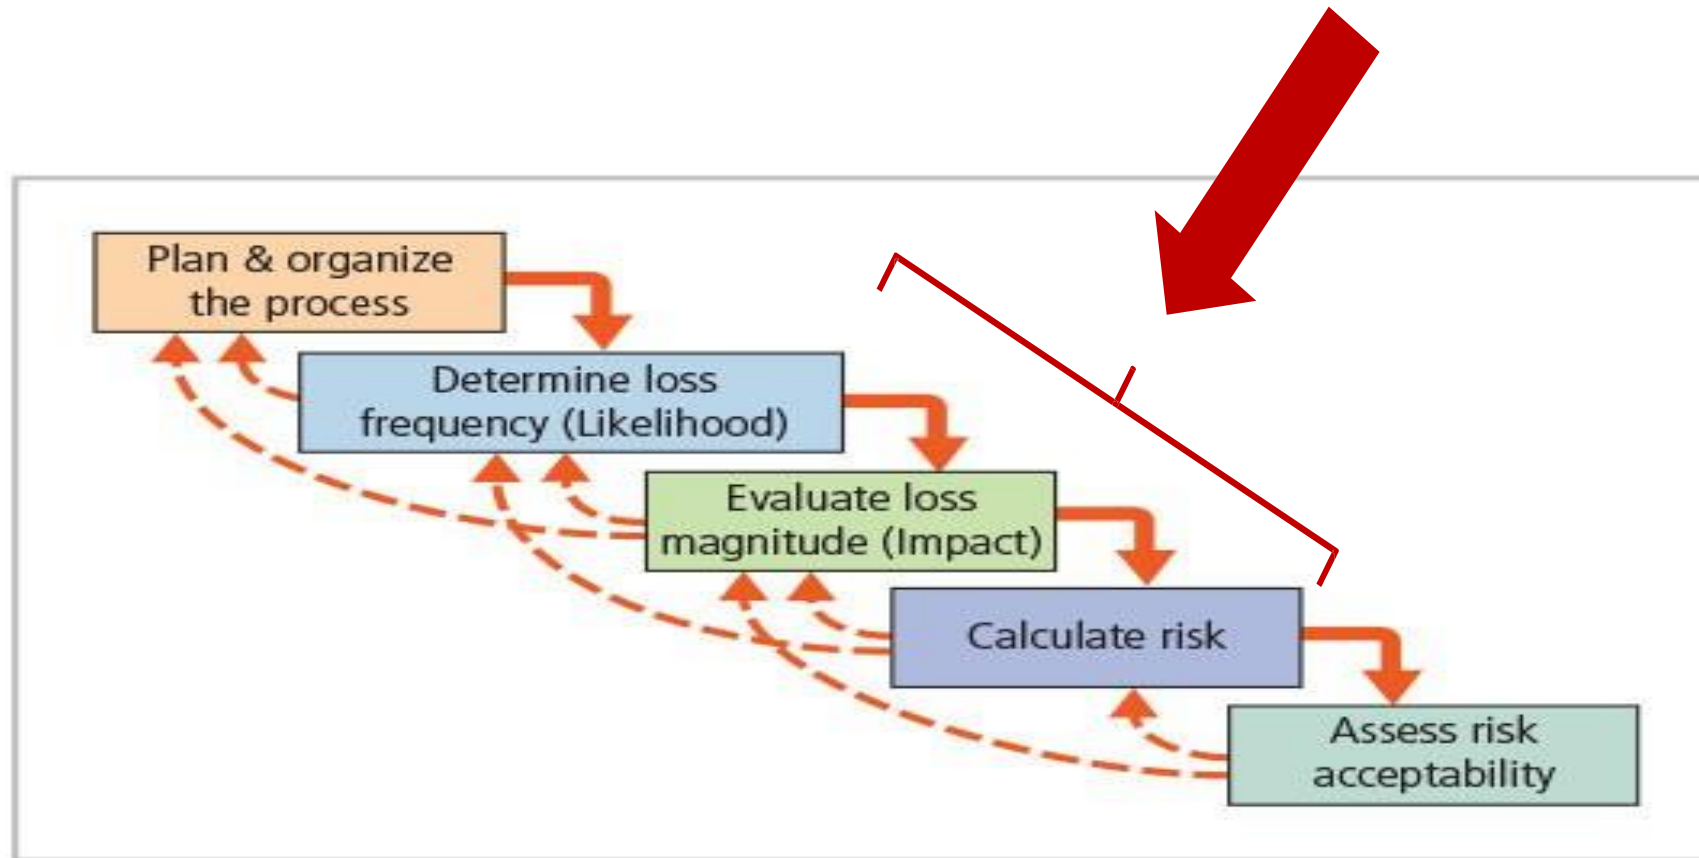 Plan & organize
the process
Determine loss
frequency (Likelihood)
Evaluate loss
magnitude (Impact)
Calculate risk
Assess risk
acceptability